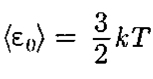 ⟨ε₀⟩ = 3/2 kT